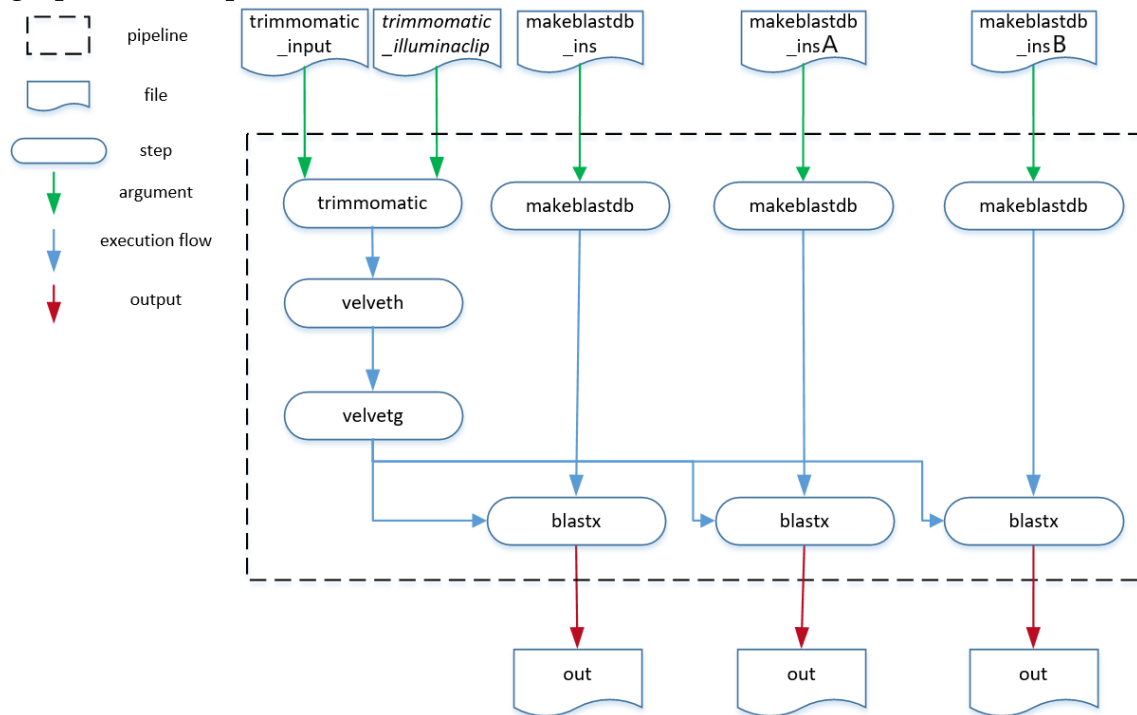 pipeline
file
step
argument
execution flow
output
trimmomatic
_input
trimmomatic
_illuminaclip
makeblastdb
_ins
makeblastdb
_insA
makeblastdb
_insB
trimmomatic
makeblastdb
makeblastdb
makeblastdb
velveth
velvetg
blastx
blastx
blastx
out
out
out